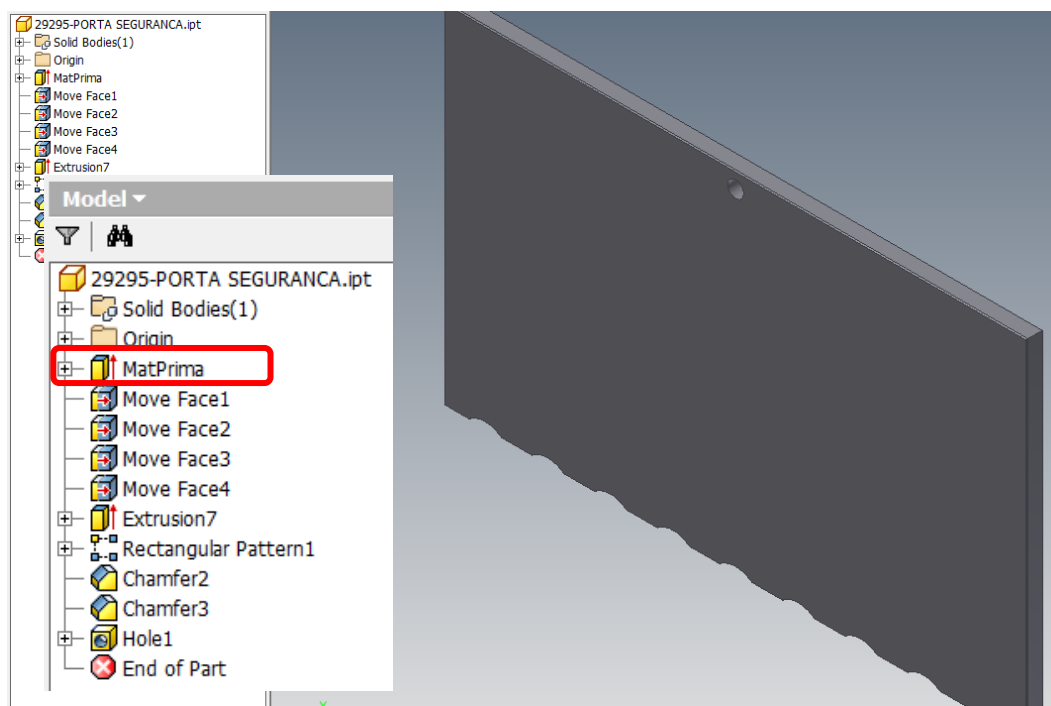 29295-PORTA SEGURANCA.ipt
Solid Bodies(1)
Origin
MatPrima
Move Face1
Move Face2
Move Face3
Move Face4
Extrusion7
Model
29295-PORTA SEGURANCA.ipt
Solid Bodies(1)
Origin
MatPrima
Move Face1
Move Face2
Move Face3
Move Face4
Extrusion7
Rectangular Pattern1
Chamfer2
Chamfer3
Hole1
End of Part